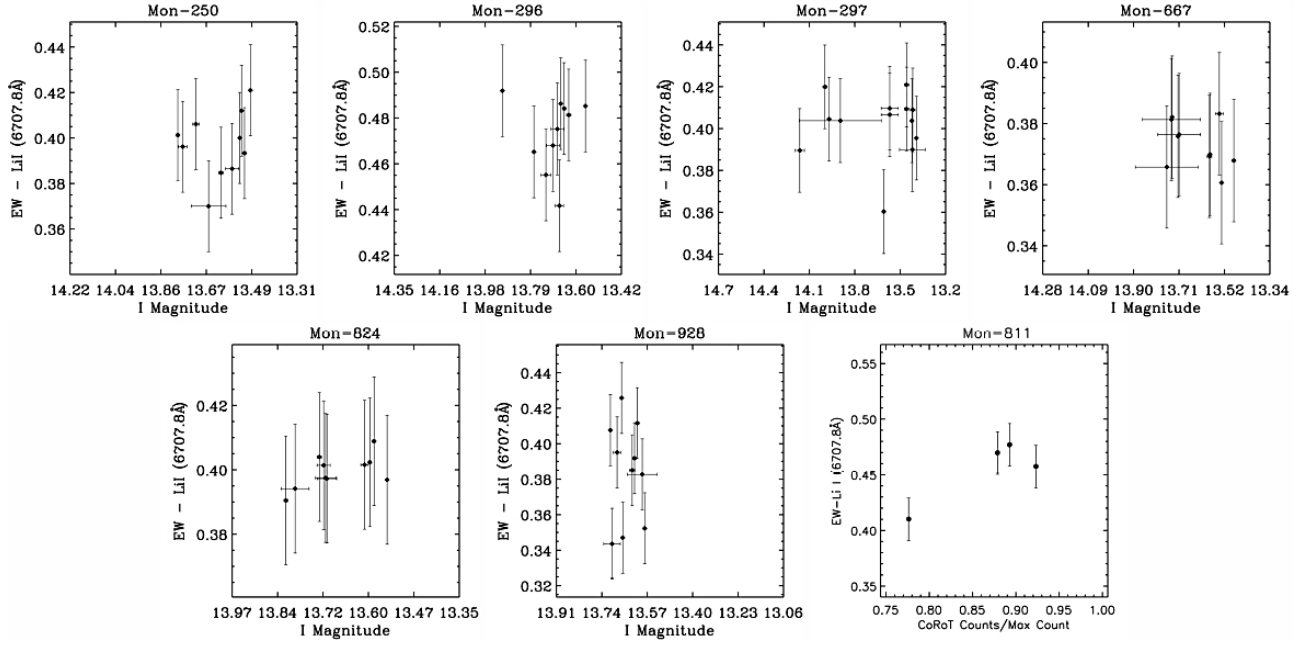 Mon-250
EW - LiI (6707.8Å)
0.44
0.42
0.40
0.38
0.36
14.22 14.04 13.86 13.67 13.49 13.31
I Magnitude
Mon-296
EW - LiI (6707.8Å)
0.52
0.50
0.48
0.46
0.44
0.42
14.35 14.16 13.98 13.79 13.60 13.42
I Magnitude
Mon-297
EW - LiI (6707.8Å)
0.44
0.42
0.40
0.38
0.36
0.34
14.7 14.4 14.1 13.8 13.5 13.2
I Magnitude
Mon-667
EW - LiI (6707.8Å)
0.40
0.38
0.36
0.34
14.28 14.09 13.90 13.71 13.52 13.34
I Magnitude
Mon-824
EW - LiI (6707.8Å)
0.42
0.40
0.38
13.97 13.84 13.72 13.60 13.47 13.35
I Magnitude
Mon-928
EW - LiI (6707.8Å)
0.44
0.42
0.40
0.38
0.36
0.34
0.32
13.91 13.74 13.57 13.40 13.23 13.06
I Magnitude
Mon-811
EW-Li I (6707.8Å)
0.55
0.50
0.45
0.40
0.35
0.75 0.80 0.85 0.90 0.95 1.00
CoRoT Counts/Max Count